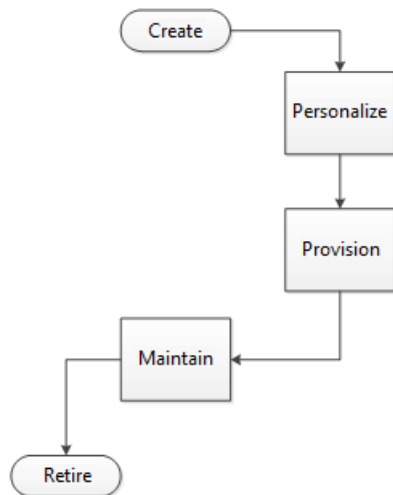 Create
Personalize
Provision
Maintain
Retire